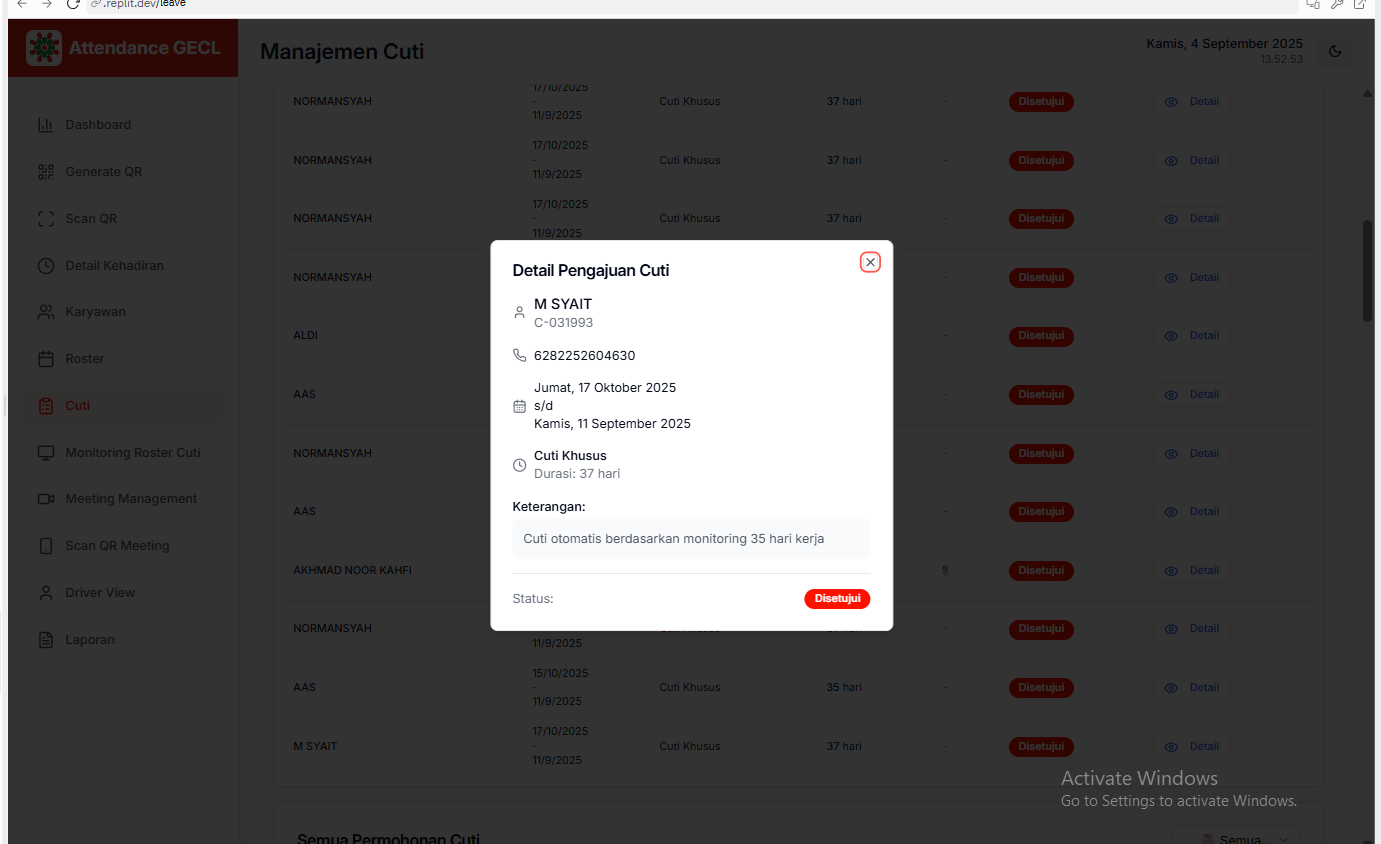 .replit.dev/leave
Attendance GECL
Manajemen Cuti
Kamis, 4 September 2025
13.52.53
Dashboard
Generate QR
Scan QR
Detail Kehadiran
Karyawan
Roster
Cuti
Monitoring Roster Cuti
Meeting Management
Scan QR Meeting
Driver View
Laporan
NORMANSYAH
17/10/2025
-
11/9/2025
Cuti Khusus
37 hari
-
Disetujui
Detail
NORMANSYAH
17/10/2025
-
11/9/2025
Cuti Khusus
37 hari
-
Disetujui
Detail
NORMANSYAH
17/10/2025
-
11/9/2025
Cuti Khusus
37 hari
-
Disetujui
Detail
NORMANSYAH
-
Disetujui
Detail
ALDI
-
Disetujui
Detail
AAS
-
Disetujui
Detail
NORMANSYAH
-
Disetujui
Detail
AAS
-
Disetujui
Detail
AKHMAD NOOR KAHFI
Disetujui
Detail
NORMANSYAH
11/9/2025
-
Disetujui
Detail
AAS
15/10/2025
-
11/9/2025
Cuti Khusus
35 hari
-
Disetujui
Detail
M SYAIT
17/10/2025
-
11/9/2025
Cuti Khusus
37 hari
-
Disetujui
Detail
Detail Pengajuan Cuti
M SYAIT
C-031993
6282252604630
Jumat, 17 Oktober 2025
s/d
Kamis, 11 September 2025
Cuti Khusus
Durasi: 37 hari
Keterangan:
Cuti otomatis berdasarkan monitoring 35 hari kerja
Status:
Disetujui
Activate Windows
Go to Settings to activate Windows.
Semua Permohonan Cuti
Semua...